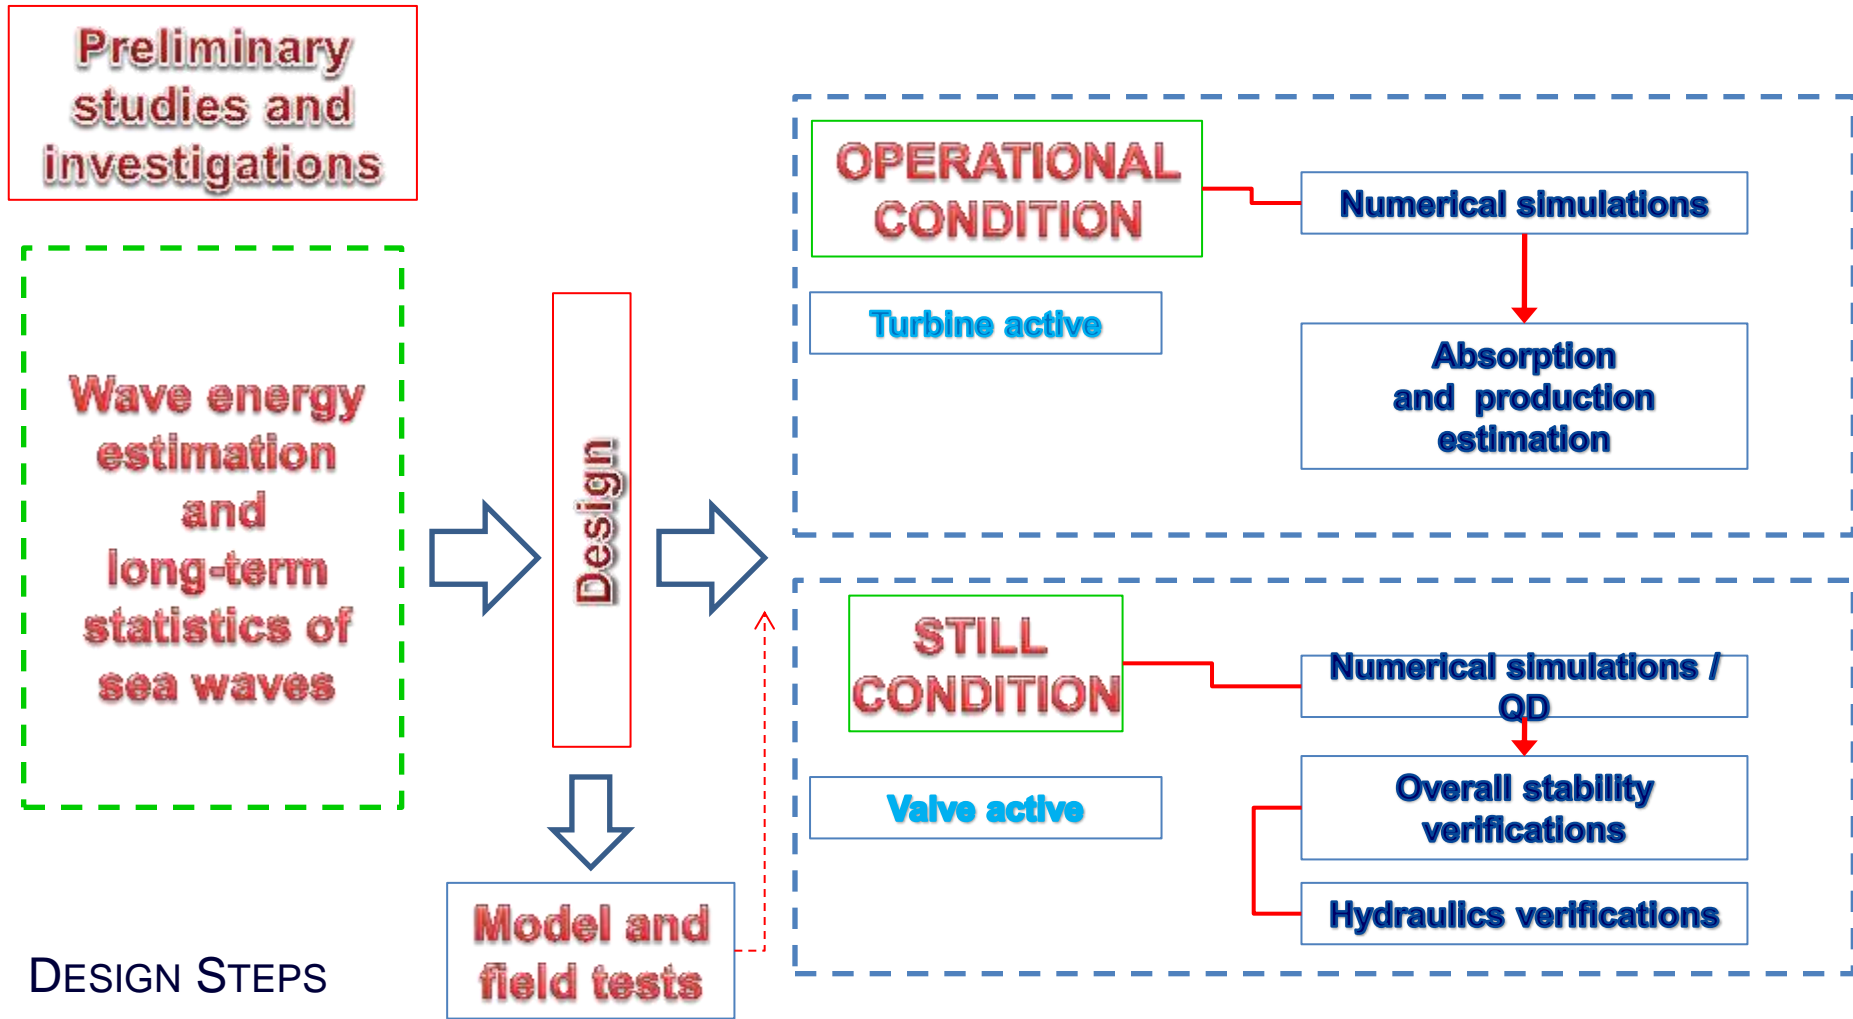 Preliminary
studies and
investigations
Wave energy
estimation
and
long-term
statistics of
sea waves
Design
Model and
field tests
DESIGN STEPS
OPERATIONAL
CONDITION
Turbine active
Numerical simulations
Absorption
and production
estimation
STILL
CONDITION
Valve active
Numerical simulations /
QD
Overall stability
verifications
Hydraulics verifications